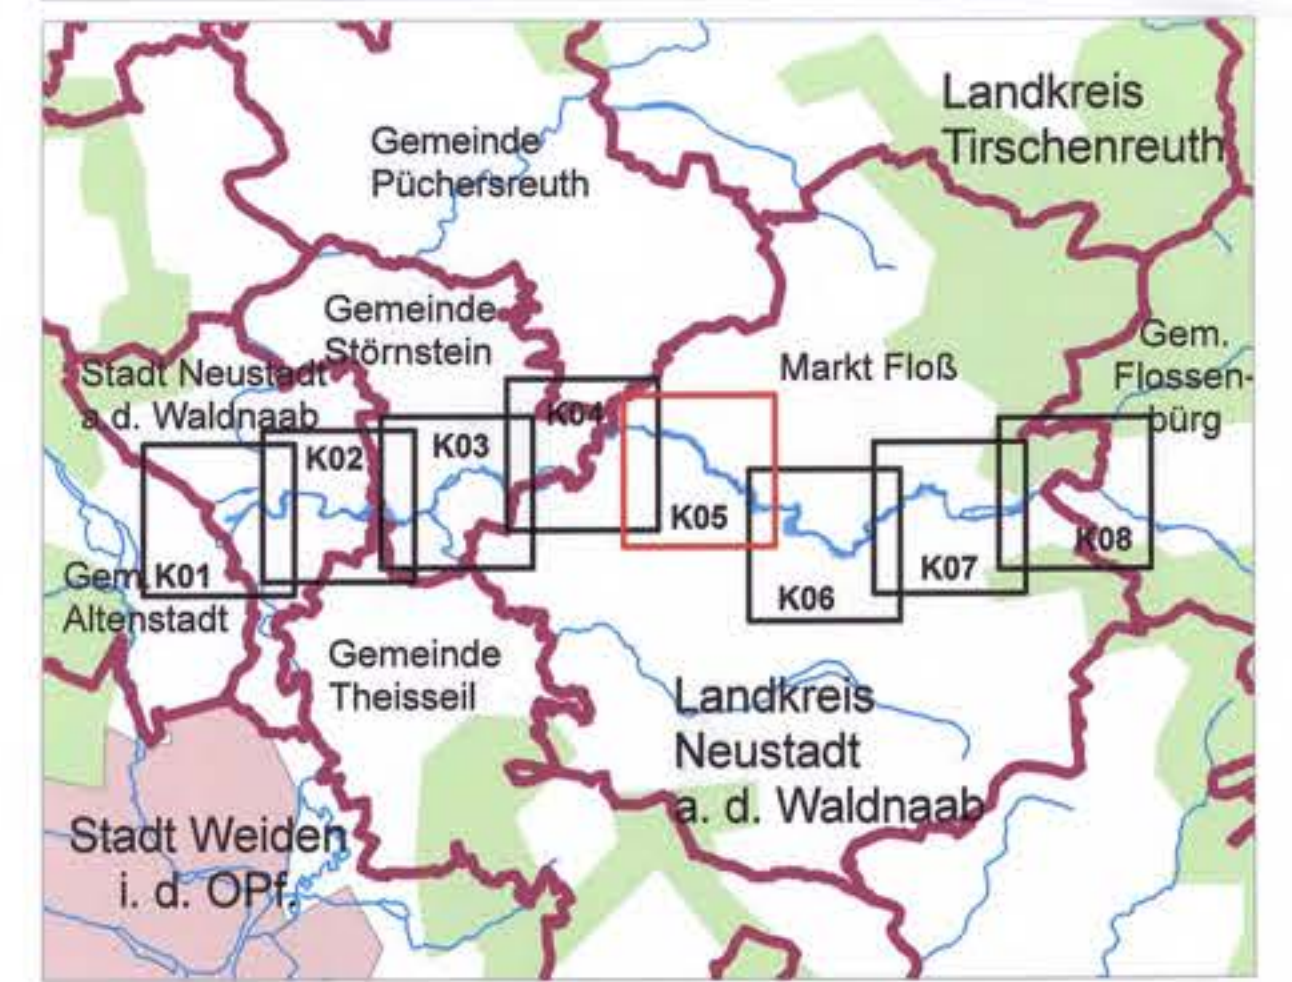 Landkreis
Tirschenreuth
Gemeinde
Püchersreuth
Gemeinde
Störnstein
Gem.
Flossen-
bürg
Markt Floß
Stadt Neustadt
a.d. Waldnaab
K04
K03
K02
K05
K08
K07
K01
K06
Gem.
Altenstadt
Gemeinde
Theisseil
Landkreis
Neustadt
a. d. Waldnaab
Stadt Weiden
i. d. OPf.